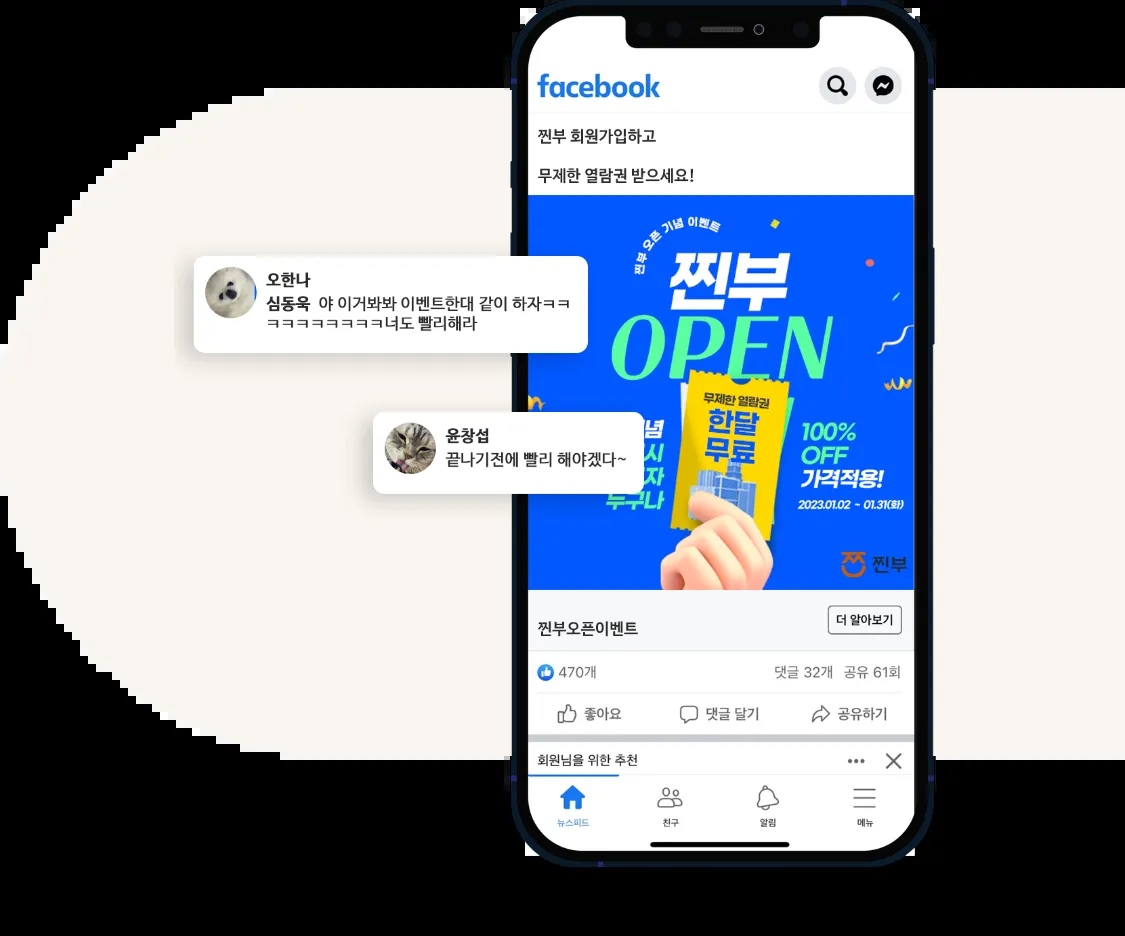 facebook
찐부 회원가입하고
무제한 열람권 받으세요!
찐부 오픈 기념 이벤트
찐부
OPEN
오한나
심동욱 야 이거봐봐 이벤트한대 같이 하자ㅋㅋ
ㅋㅋㅋㅋㅋㅋㅋㅋ너도 빨리해라
무제한 열람권
한달
무료
윤창섭
끝나기전에 빨리 해야겠다~
념
시
자
누구나
100%
OFF
가격적용!
2023.01.02 ~ 01.31(화)
찐부
찐부오픈이벤트
더 알아보기
470개
댓글 32개 공유 61회
좋아요
댓글 달기
공유하기
회원님을 위한 추천
뉴스피드
친구
알림
메뉴